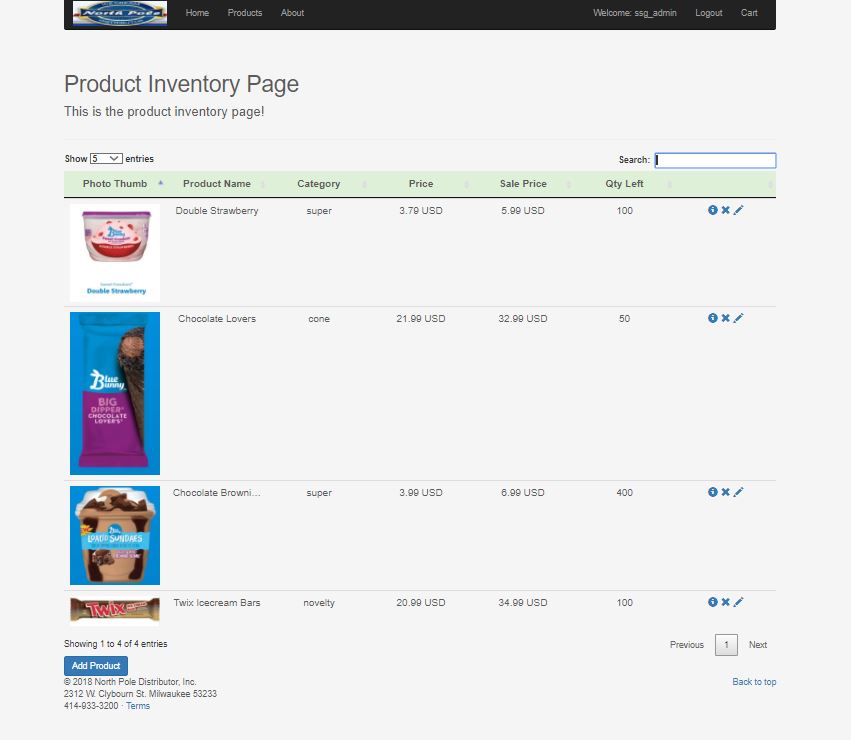 North Pole Home Products About Welcome: ssg_admin Logout Cart
Product Inventory Page
This is the product inventory page!
Show 5 entries Search:
Photo Thumb Product Name Category Price Sale Price Qty Left
Double Strawberry super 3.79 USD 5.99 USD 100
Blue Bunny
Double Strawberry
Chocolate Lovers cone 21.99 USD 32.99 USD 50
Blue
Bunny
BIG
DIPPER
CHOCOLATE
LOVER'S
Chocolate Browni... super 3.99 USD 6.99 USD 400
LOAD'D SUNDAES
Twix Icecream Bars novelty 20.99 USD 34.99 USD 100
TWIX
Showing 1 to 4 of 4 entries Previous 1 Next
Add Product
© 2018 North Pole Distributor, Inc. Back to top
2312 W. Clybourn St. Milwaukee 53233
414-933-3200 · Terms